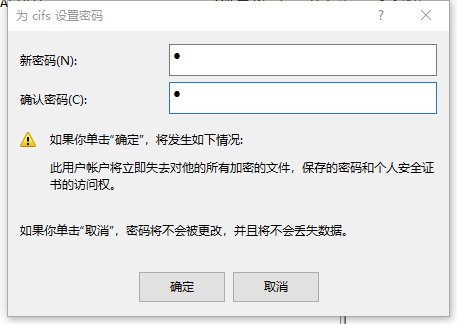 为 cifs 设置密码
新密码(N):
确认密码(C):
如果你单击“确定”，将发生如下情况:
此用户帐户将立即失去对他的所有加密的文件，保存的密码和个人安全证
书的访问权。
如果你单击“取消”，密码将不会被更改，并且将不会丢失数据。
确定 取消